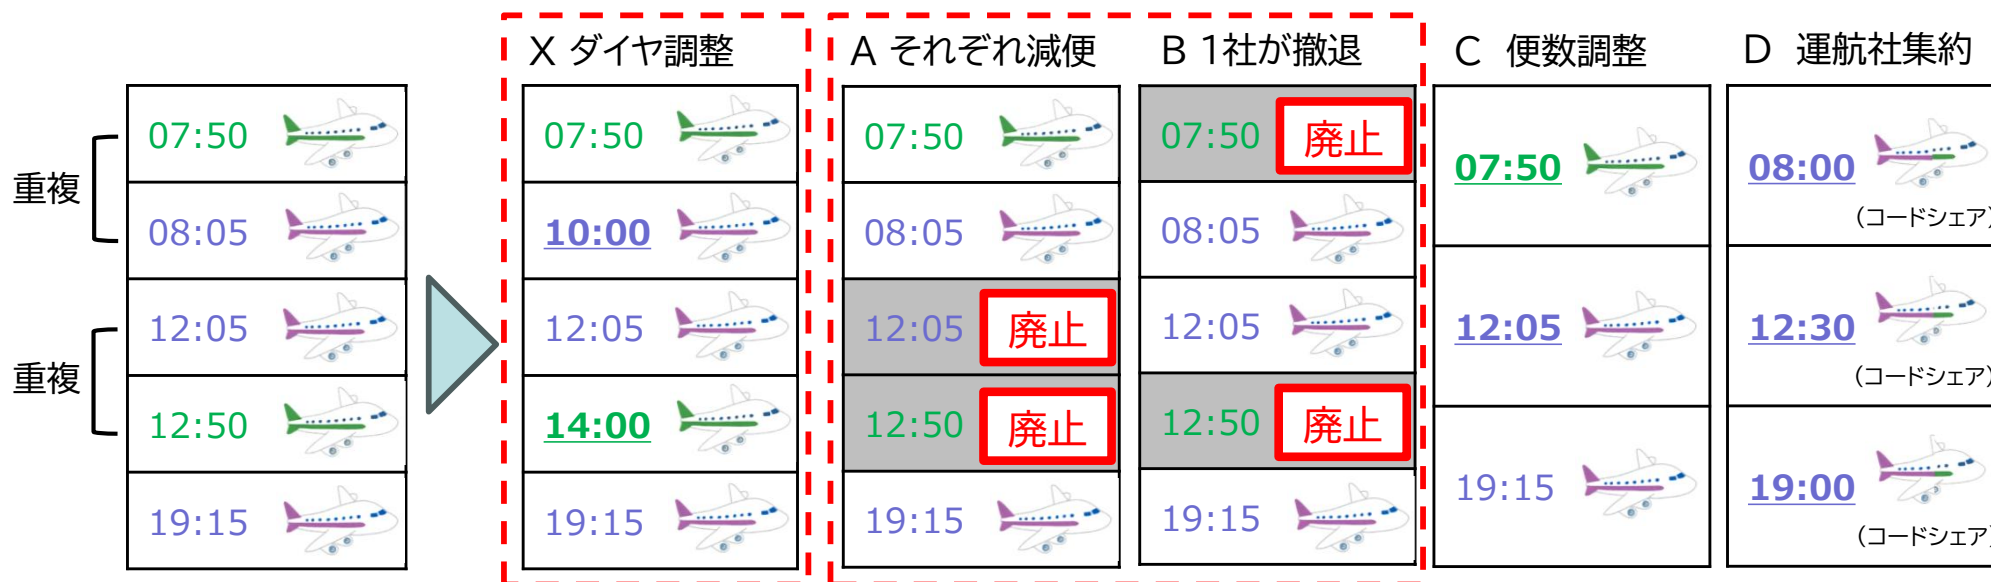 X ダイヤ調整
A それぞれ減便
B 1社が撤退
C 便数調整
D 運航社集約
重複
重複
07:50
08:05
12:05
12:50
19:15
07:50
10:00
12:05
14:00
19:15
07:50
08:05
12:05 廃止
12:50 廃止
19:15
07:50 廃止
08:05
12:05
12:50 廃止
19:15
07:50
12:05
19:15
08:00
(コードシェア)
12:30
(コードシェア)
19:00
(コードシェア)